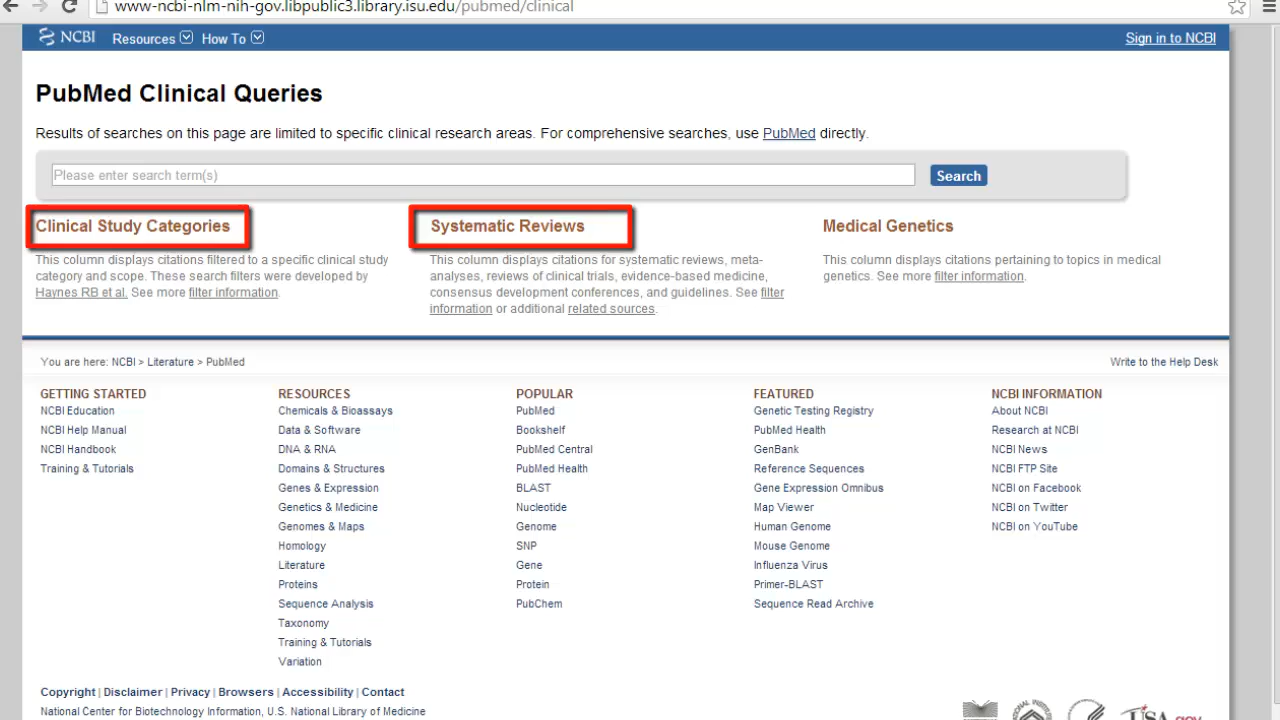 www-ncbi-nlm-nih-gov.libpublic3.library.isu.edu/pubmed/clinical
NCBI Resources How To Sign in to NCBI
PubMed Clinical Queries
Results of searches on this page are limited to specific clinical research areas. For comprehensive searches, use PubMed directly.
Please enter search term(s) Search
Clinical Study Categories
This column displays citations filtered to a specific clinical study
category and scope. These search filters were developed by
Haynes RB et al. See more filter information.
Systematic Reviews
This column displays citations for systematic reviews, meta-
analyses, reviews of clinical trials, evidence-based medicine,
consensus development conferences, and guidelines. See filter
information or additional related sources.
Medical Genetics
This column displays citations pertaining to topics in medical
genetics. See more filter information.
You are here: NCBI > Literature > PubMed Write to the Help Desk
GETTING STARTED
NCBI Education
NCBI Help Manual
NCBI Handbook
Training & Tutorials
RESOURCES
Chemicals & Bioassays
Data & Software
DNA & RNA
Domains & Structures
Genes & Expression
Genetics & Medicine
Genomes & Maps
Homology
Literature
Proteins
Sequence Analysis
Taxonomy
Training & Tutorials
Variation
POPULAR
PubMed
Bookshelf
PubMed Central
PubMed Health
BLAST
Nucleotide
Genome
SNP
Gene
Protein
PubChem
FEATURED
Genetic Testing Registry
PubMed Health
GenBank
Reference Sequences
Gene Expression Omnibus
Map Viewer
Human Genome
Mouse Genome
Influenza Virus
Primer-BLAST
Sequence Read Archive
NCBI INFORMATION
About NCBI
Research at NCBI
NCBI News
NCBI FTP Site
NCBI on Facebook
NCBI on Twitter
NCBI on YouTube
Copyright | Disclaimer | Privacy | Browsers | Accessibility | Contact
National Center for Biotechnology Information, U.S. National Library of Medicine
USA.gov